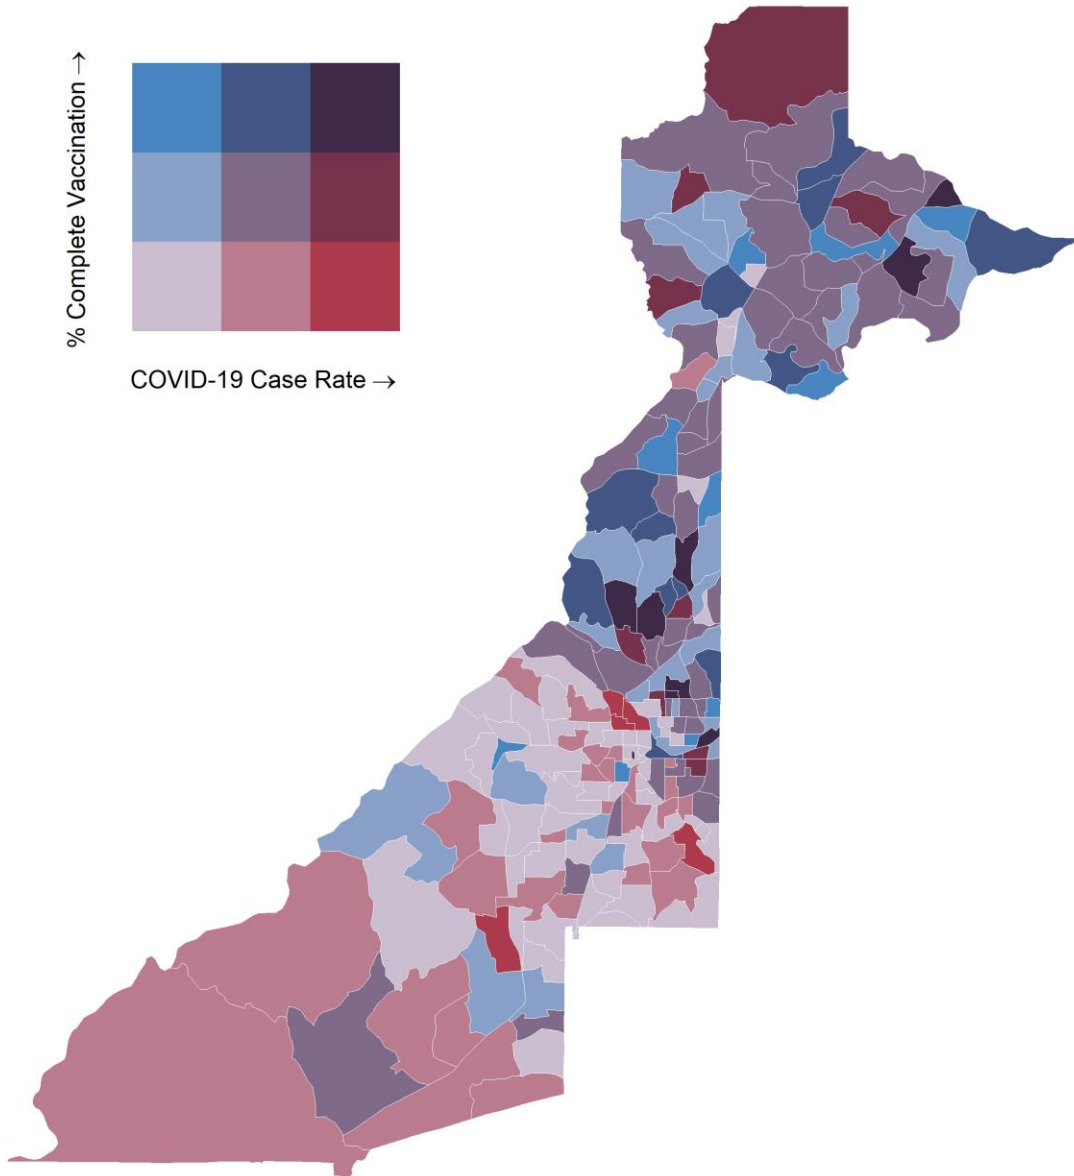 % Complete Vaccination →
COVID-19 Case Rate →